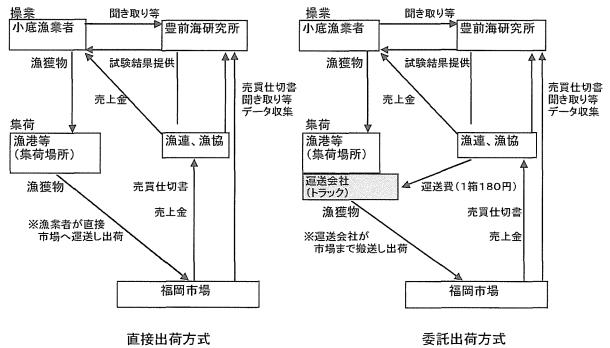 操業
聞き取り等
小底漁業者
豊前海研究所
漁獲物
試験結果提供
売買仕切書
聞き取り等
データ収集
売上金
集荷
漁港等
(集荷場所)
漁連、漁協
漁獲物
売買仕切書
売上金
※漁業者が直接
市場へ運送し出荷
福岡市場
直接出荷方式
操業
聞き取り等
小底漁業者
豊前海研究所
漁獲物
試験結果提供
売買仕切書
聞き取り等
データ収集
売上金
集荷
漁港等
(集荷場所)
漁連、漁協
運送会社
(トラック)
運送費(1箱180円)
漁獲物
売買仕切書
売上金
※運送会社が
市場まで搬送し出荷
福岡市場
委託出荷方式